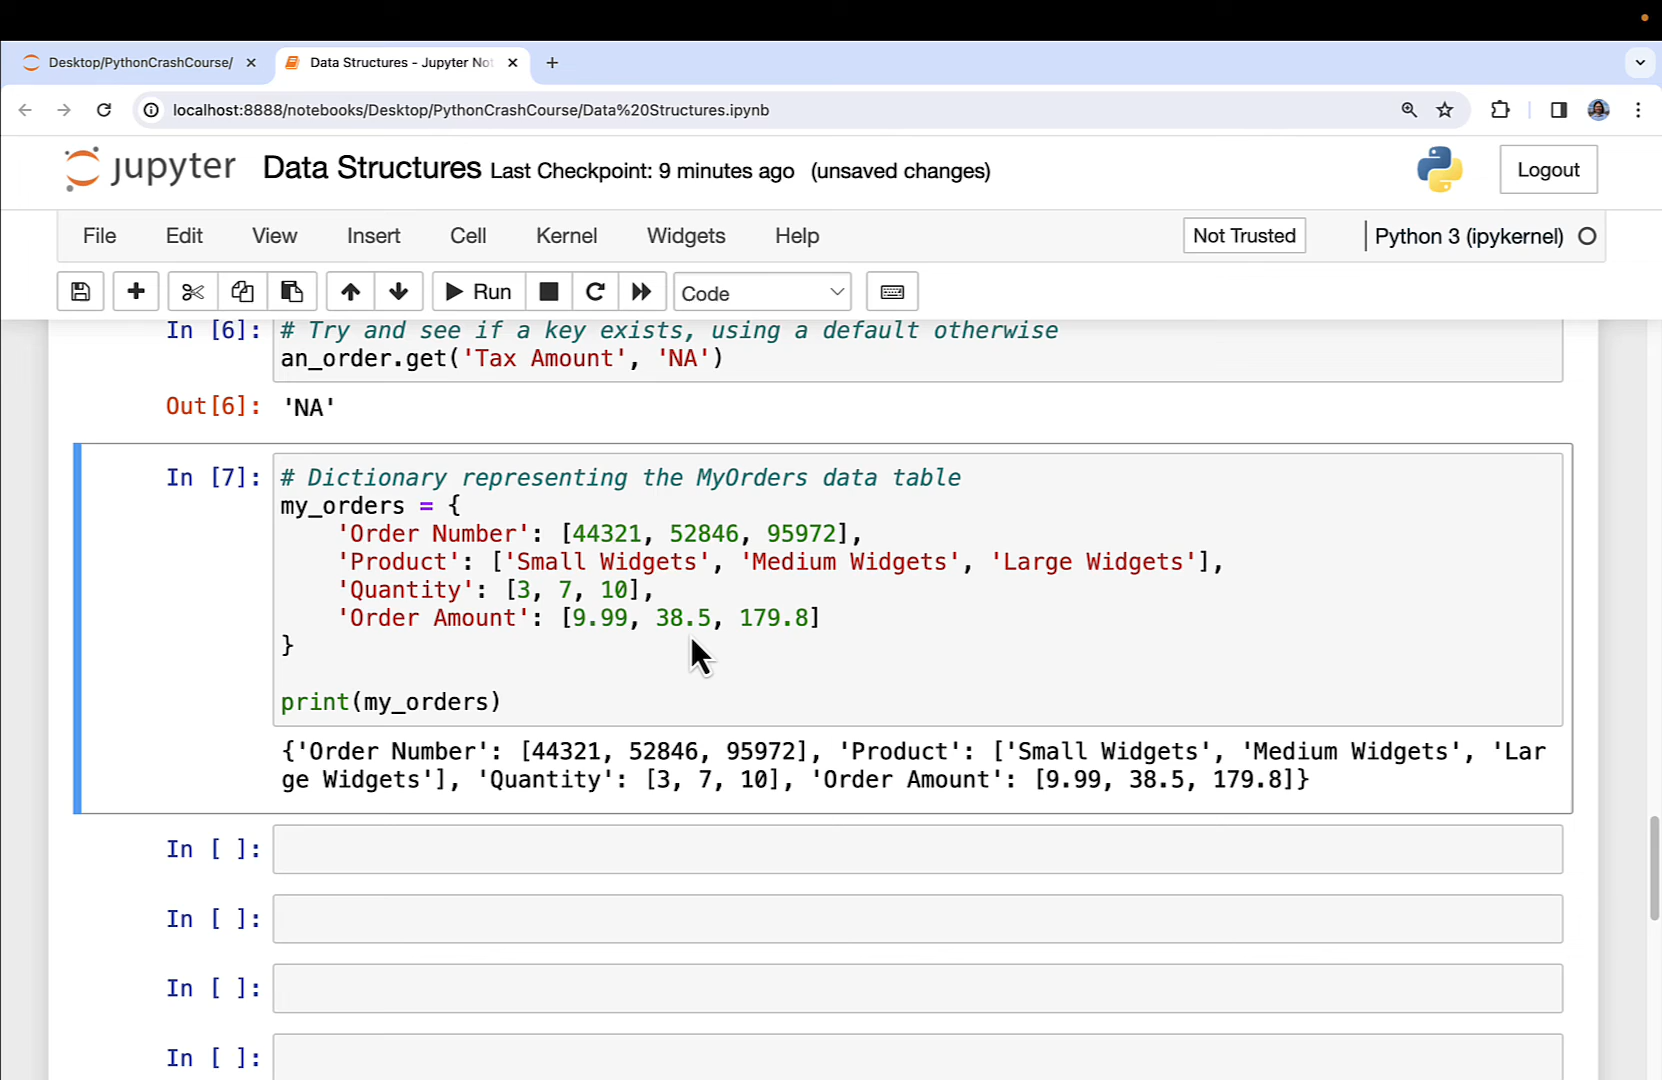 Desktop/PythonCrashCourse/
Data Structures - Jupyter Not
localhost:8888/notebooks/Desktop/PythonCrashCourse/Data%20Structures.ipynb
jupyter Data Structures Last Checkpoint: 9 minutes ago (unsaved changes)
Logout
File Edit View Insert Cell Kernel Widgets Help
Not Trusted
Python 3 (ipykernel)
Run
Code
In [6]: # Try and see if a key exists, using a default otherwise
an_order.get('Tax Amount', 'NA')
Out[6]: 'NA'
In [7]: # Dictionary representing the MyOrders data table
my_orders = {
    'Order Number': [44321, 52846, 95972],
    'Product': ['Small Widgets', 'Medium Widgets', 'Large Widgets'],
    'Quantity': [3, 7, 10],
    'Order Amount': [9.99, 38.5, 179.8]
}
print(my_orders)
{'Order Number': [44321, 52846, 95972], 'Product': ['Small Widgets', 'Medium Widgets', 'Lar
ge Widgets'], 'Quantity': [3, 7, 10], 'Order Amount': [9.99, 38.5, 179.8]}
In [ ]:
In [ ]:
In [ ]:
In [ ]: